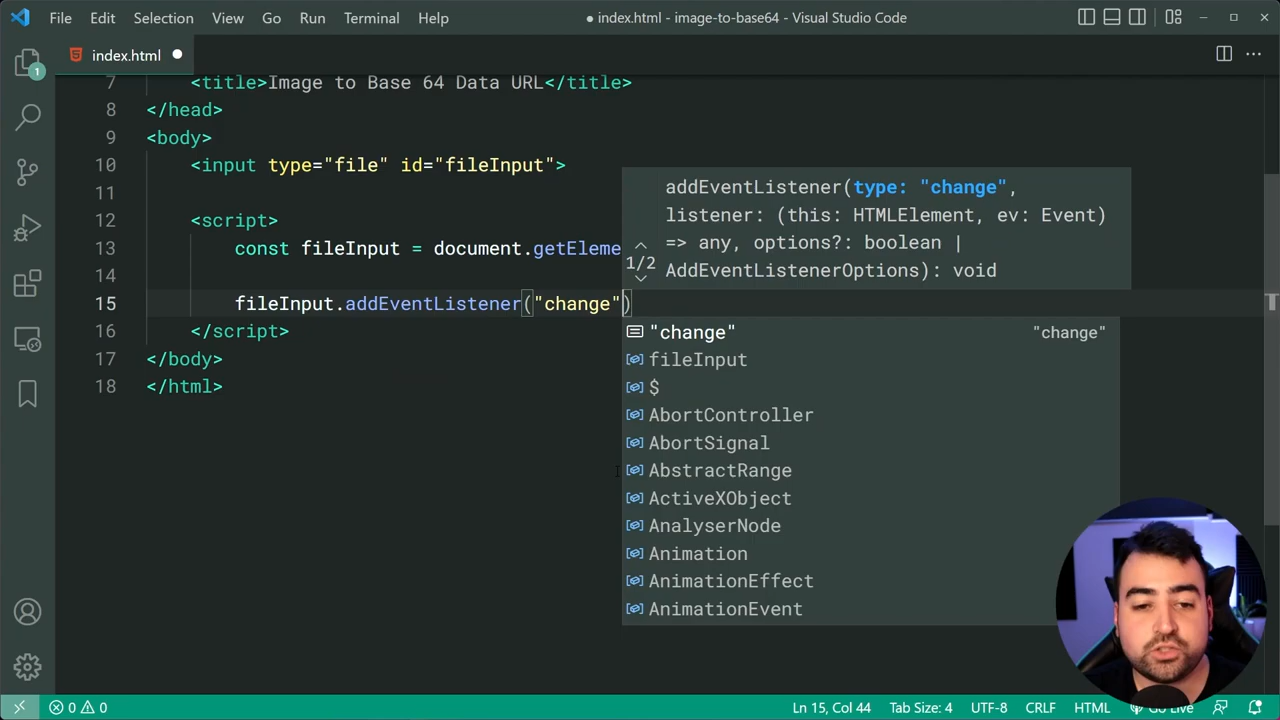 File Edit Selection View Go Run Terminal Help
● index.html - image-to-base64 - Visual Studio Code
index.html
1
7 <title>Image to Base 64 Data URL</title>
8 </head>
9 <body>
10 <input type="file" id="fileInput">
11
12 <script>
13 const fileInput = document.getEleme
14
15 fileInput.addEventListener("change")
16 </script>
17 </body>
18 </html>
addEventListener(type: "change",
listener: (this: HTMLElement, ev: Event)
=> any, options?: boolean |
AddEventListenerOptions): void
1/2
"change" "change"
fileInput
$
AbortController
AbortSignal
AbstractRange
ActiveXObject
AnalyserNode
Animation
AnimationEffect
AnimationEvent
0 0 Ln 15, Col 44 Tab Size: 4 UTF-8 CRLF HTML Go Live